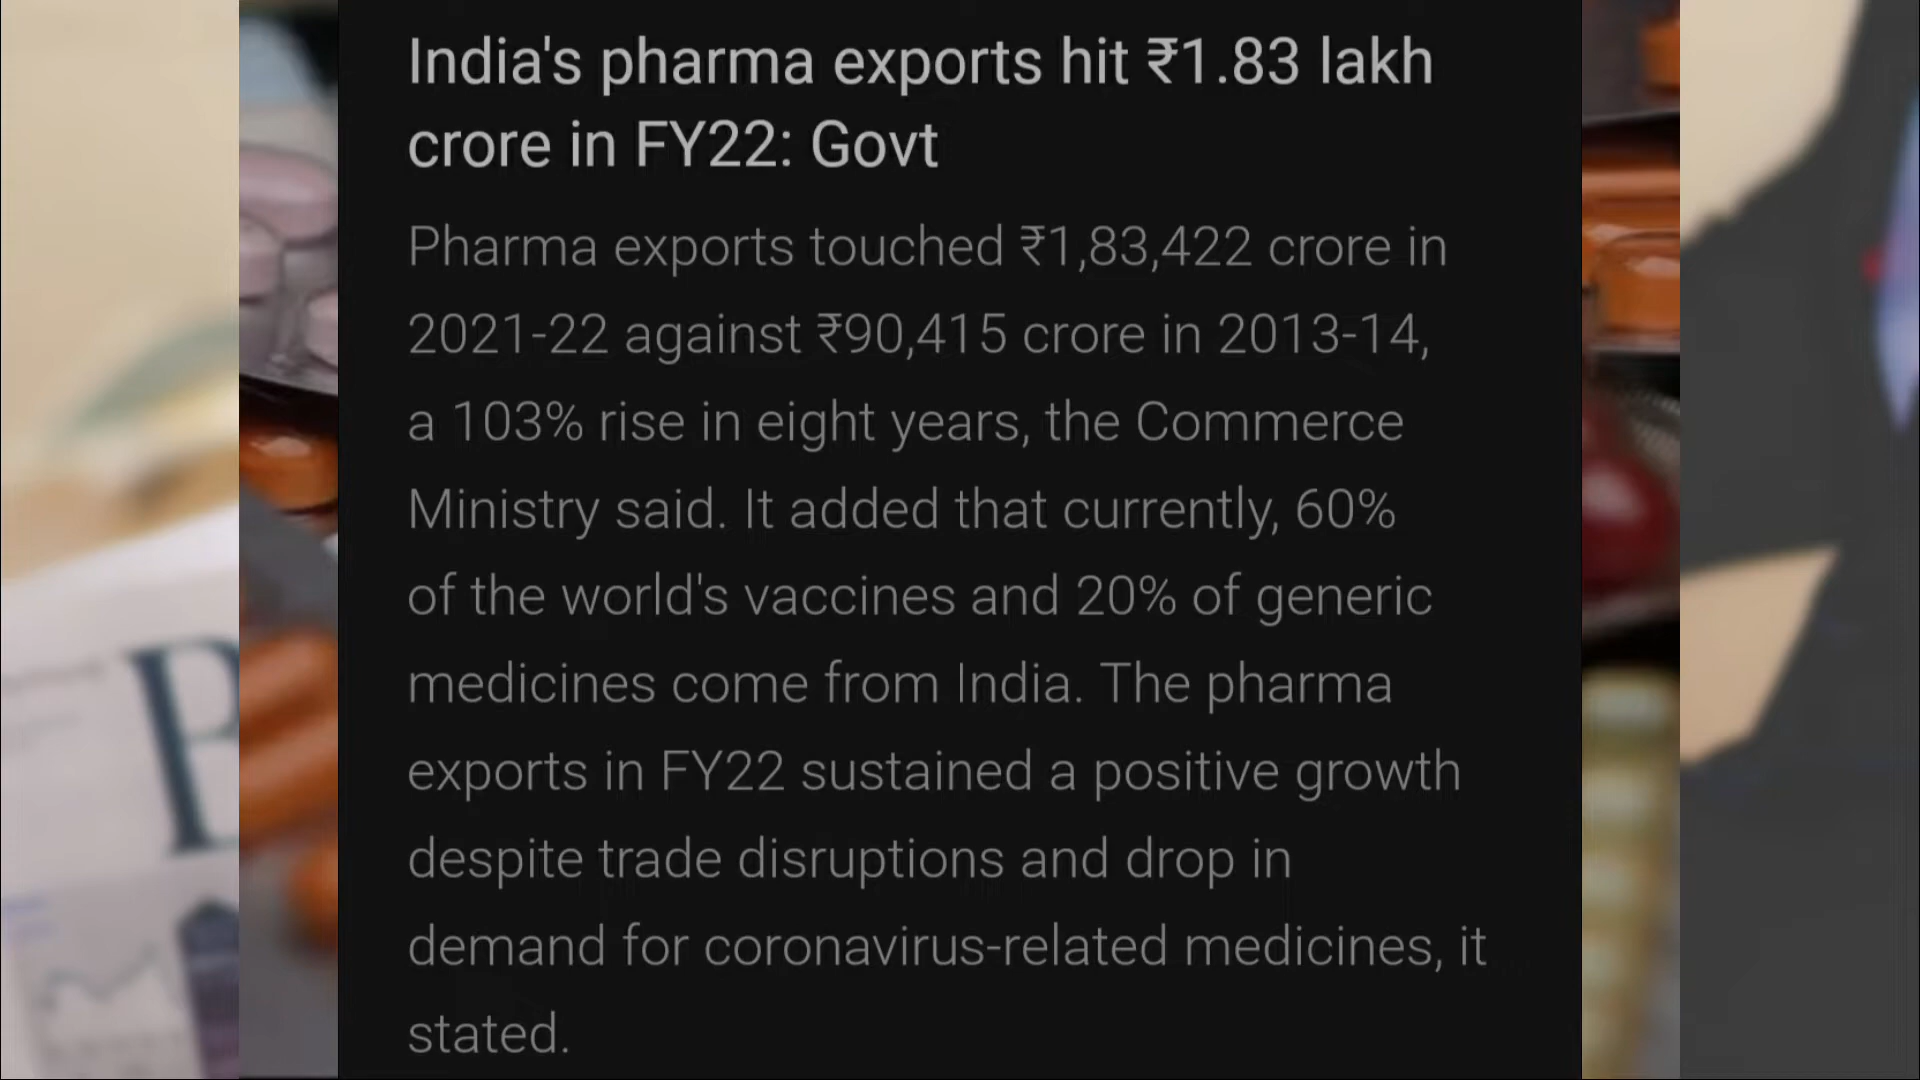 India's pharma exports hit ₹1.83 lakh
crore in FY22: Govt
Pharma exports touched ₹1,83,422 crore in
2021-22 against ₹90,415 crore in 2013-14,
a 103% rise in eight years, the Commerce
Ministry said. It added that currently, 60%
of the world's vaccines and 20% of generic
medicines come from India. The pharma
exports in FY22 sustained a positive growth
despite trade disruptions and drop in
demand for coronavirus-related medicines, it
stated.